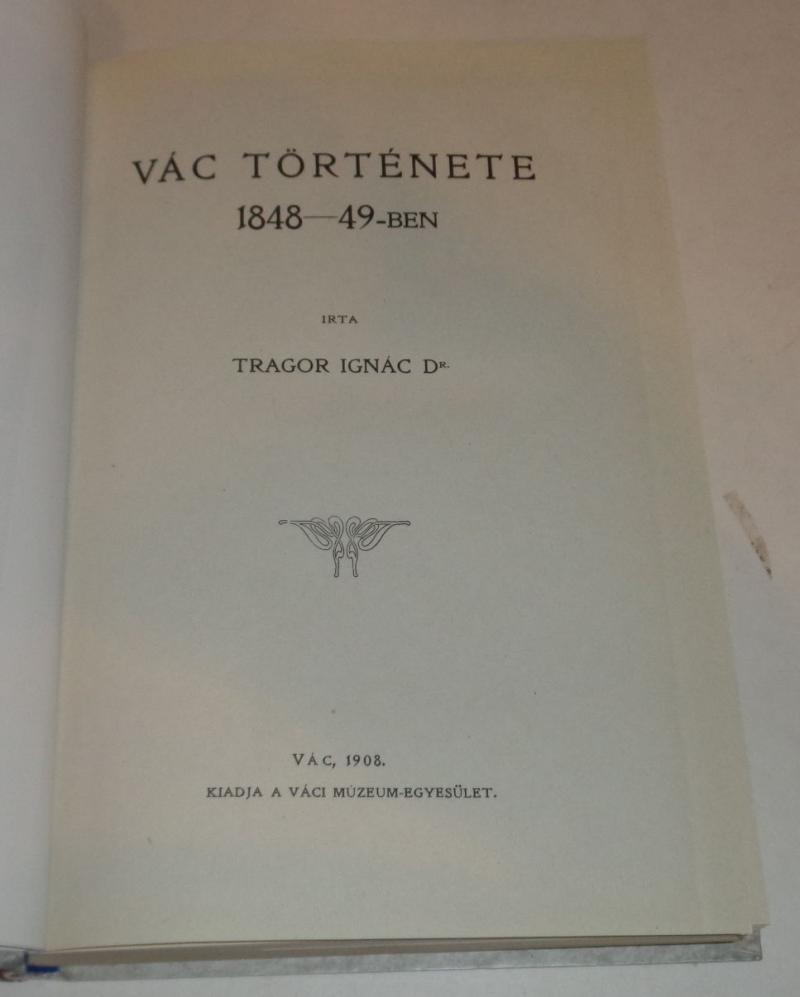 VÁC TÖRTÉNETE
1848—49-BEN
IRTA
TRAGOR IGNÁC DR.
VÁC, 1908.
KIADJA A VÁCI MÚZEUM-EGYESÜLET.